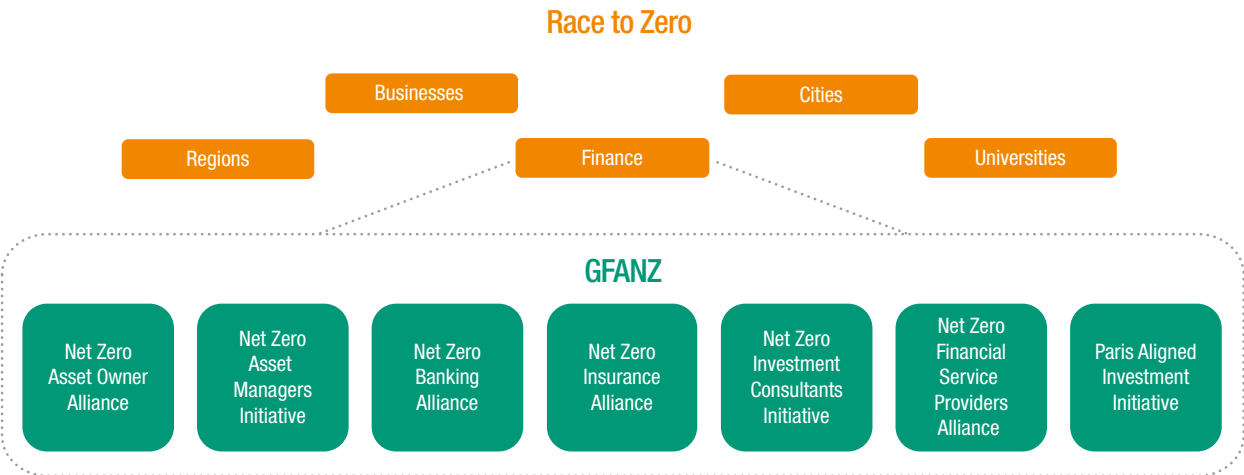 Race to Zero
Businesses
Cities
Regions
Finance
Universities
GFANZ
Net Zero
Asset Owner
Alliance
Net Zero
Asset
Managers
Initiative
Net Zero
Banking
Alliance
Net Zero
Insurance
Alliance
Net Zero
Investment
Consultants
Initiative
Net Zero
Financial
Service
Providers
Alliance
Paris Aligned
Investment
Initiative